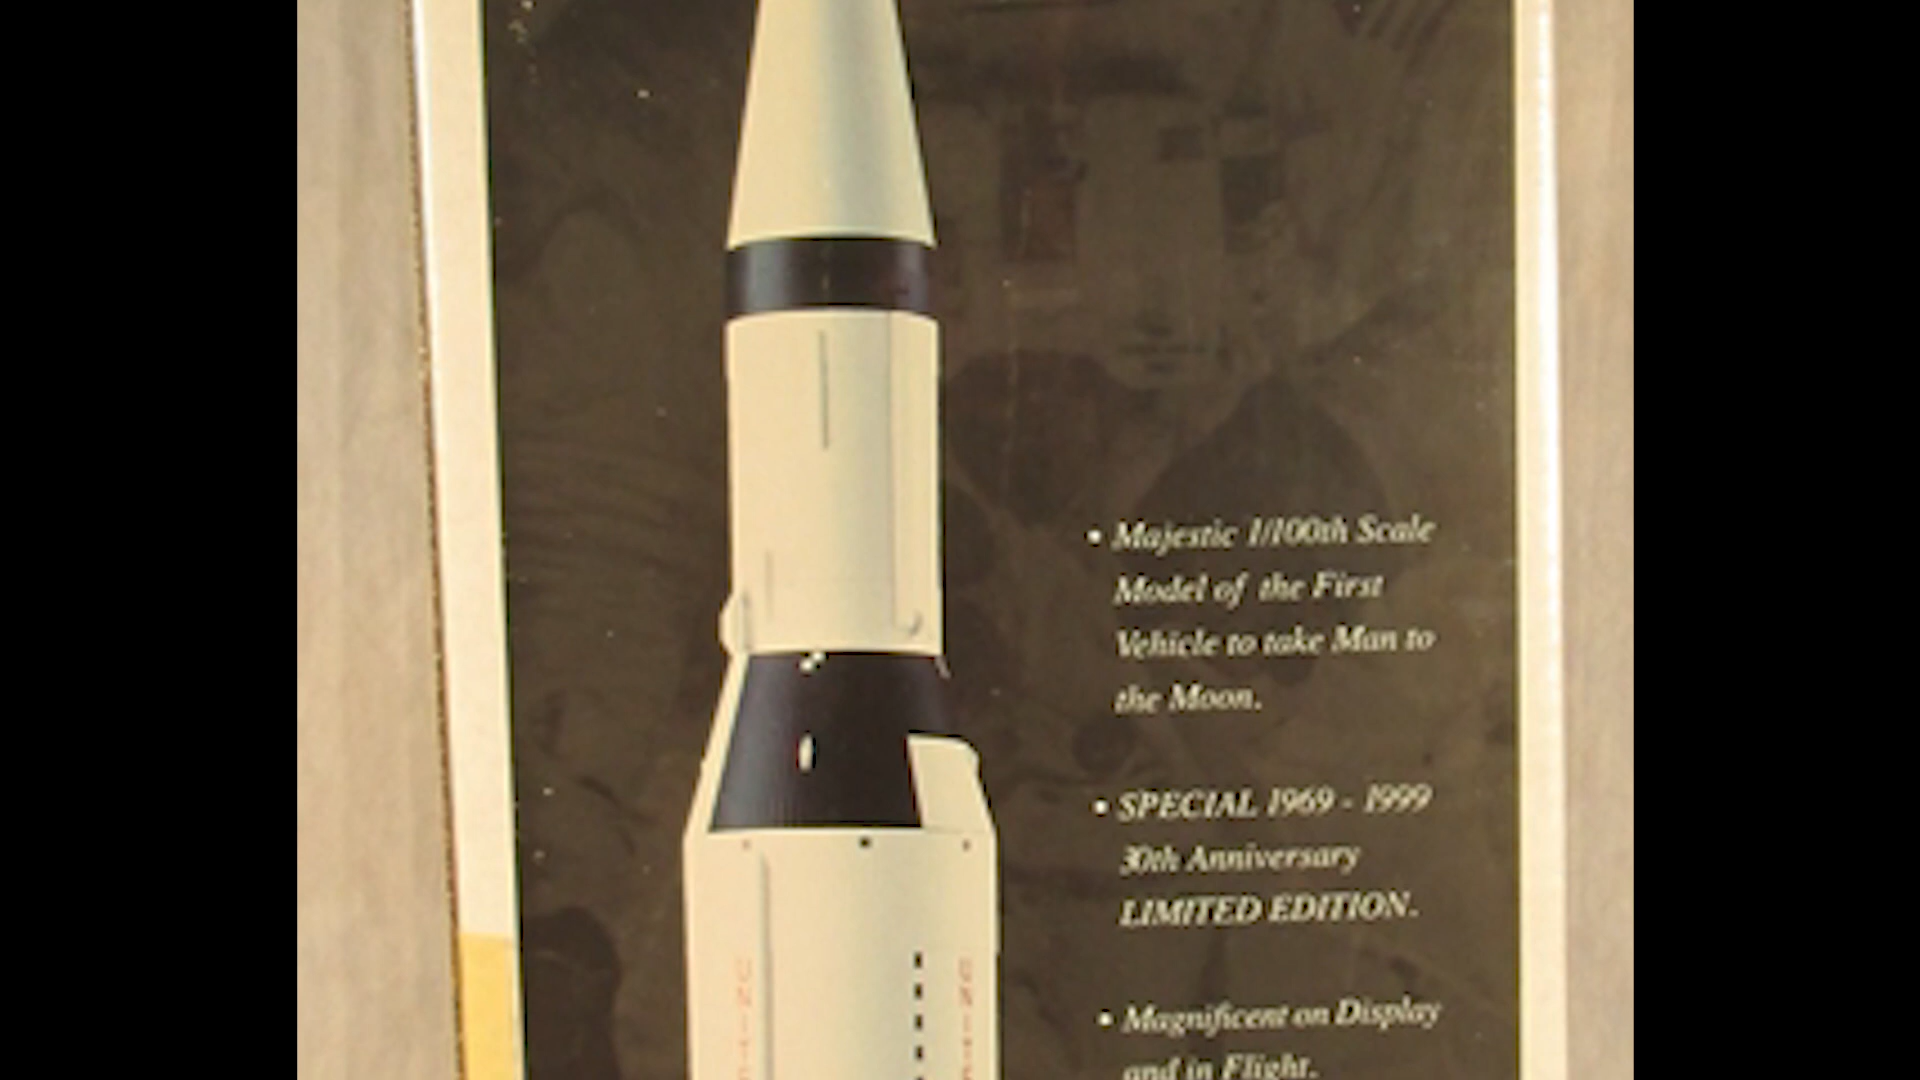 • Majestic 1/100th Scale
Model of the First
Vehicle to take Man to
the Moon.
• SPECIAL 1969 - 1999
30th Anniversary
LIMITED EDITION.
• Magnificent on Display
and in Flight.